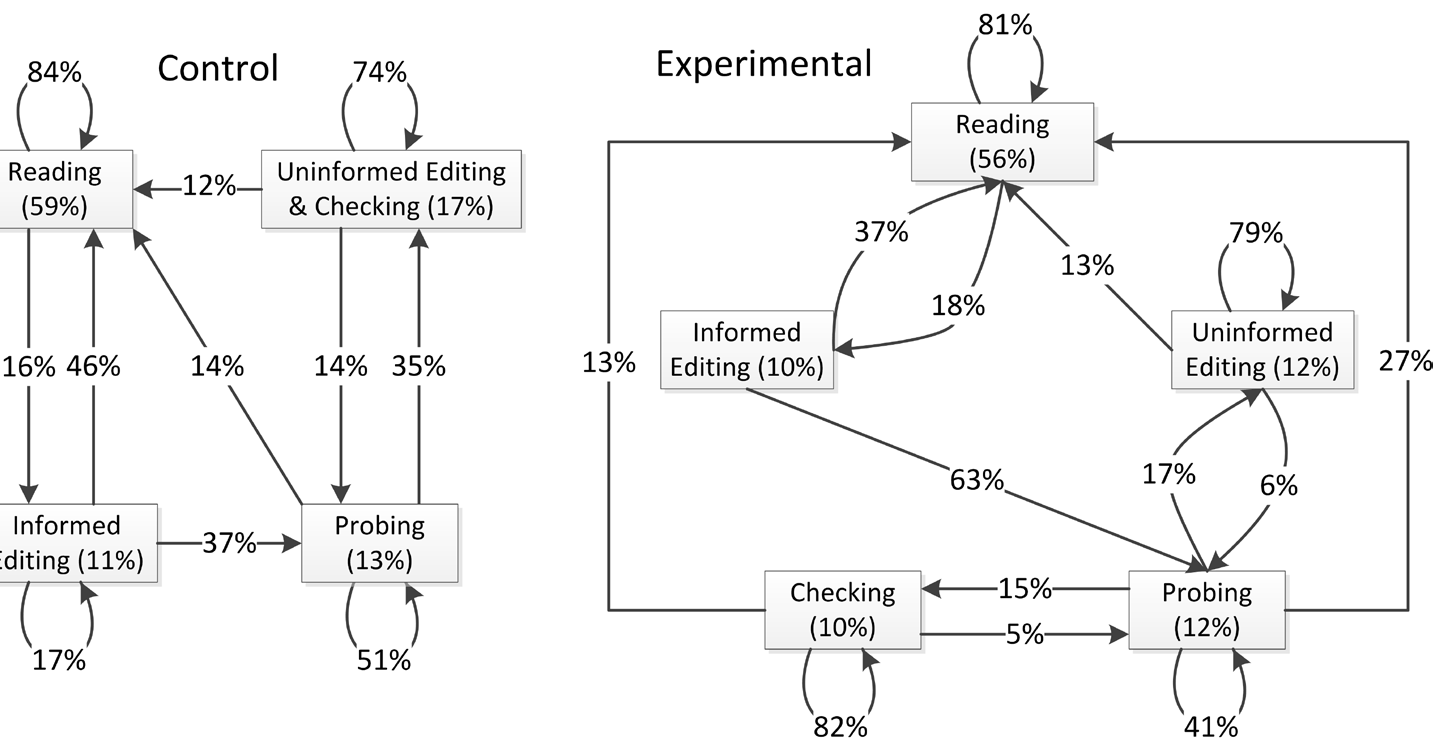 Control
84%
74%
Reading
(59%)
12%
Uninformed Editing
& Checking (17%)
16%
46%
14%
14%
35%
Informed
Editing (11%)
37%
Probing
(13%)
17%
51%
Experimental
81%
Reading
(56%)
37%
18%
13%
79%
Informed
Editing (10%)
Uninformed
Editing (12%)
13%
27%
63%
17%
6%
Checking
(10%)
15%
5%
Probing
(12%)
82%
41%